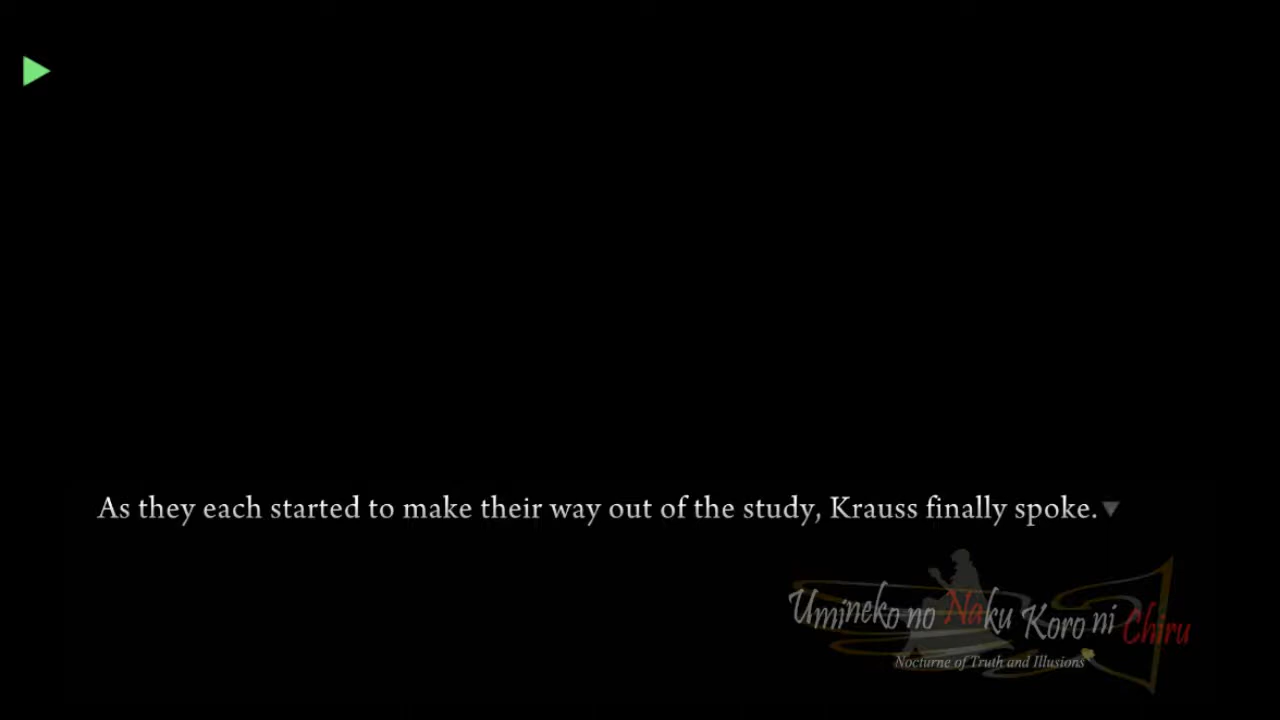 As they each started to make their way out of the study, Krauss finally spoke.
Umineko no Naku Koro ni Chiru
Nocturne of Truth and Illusions